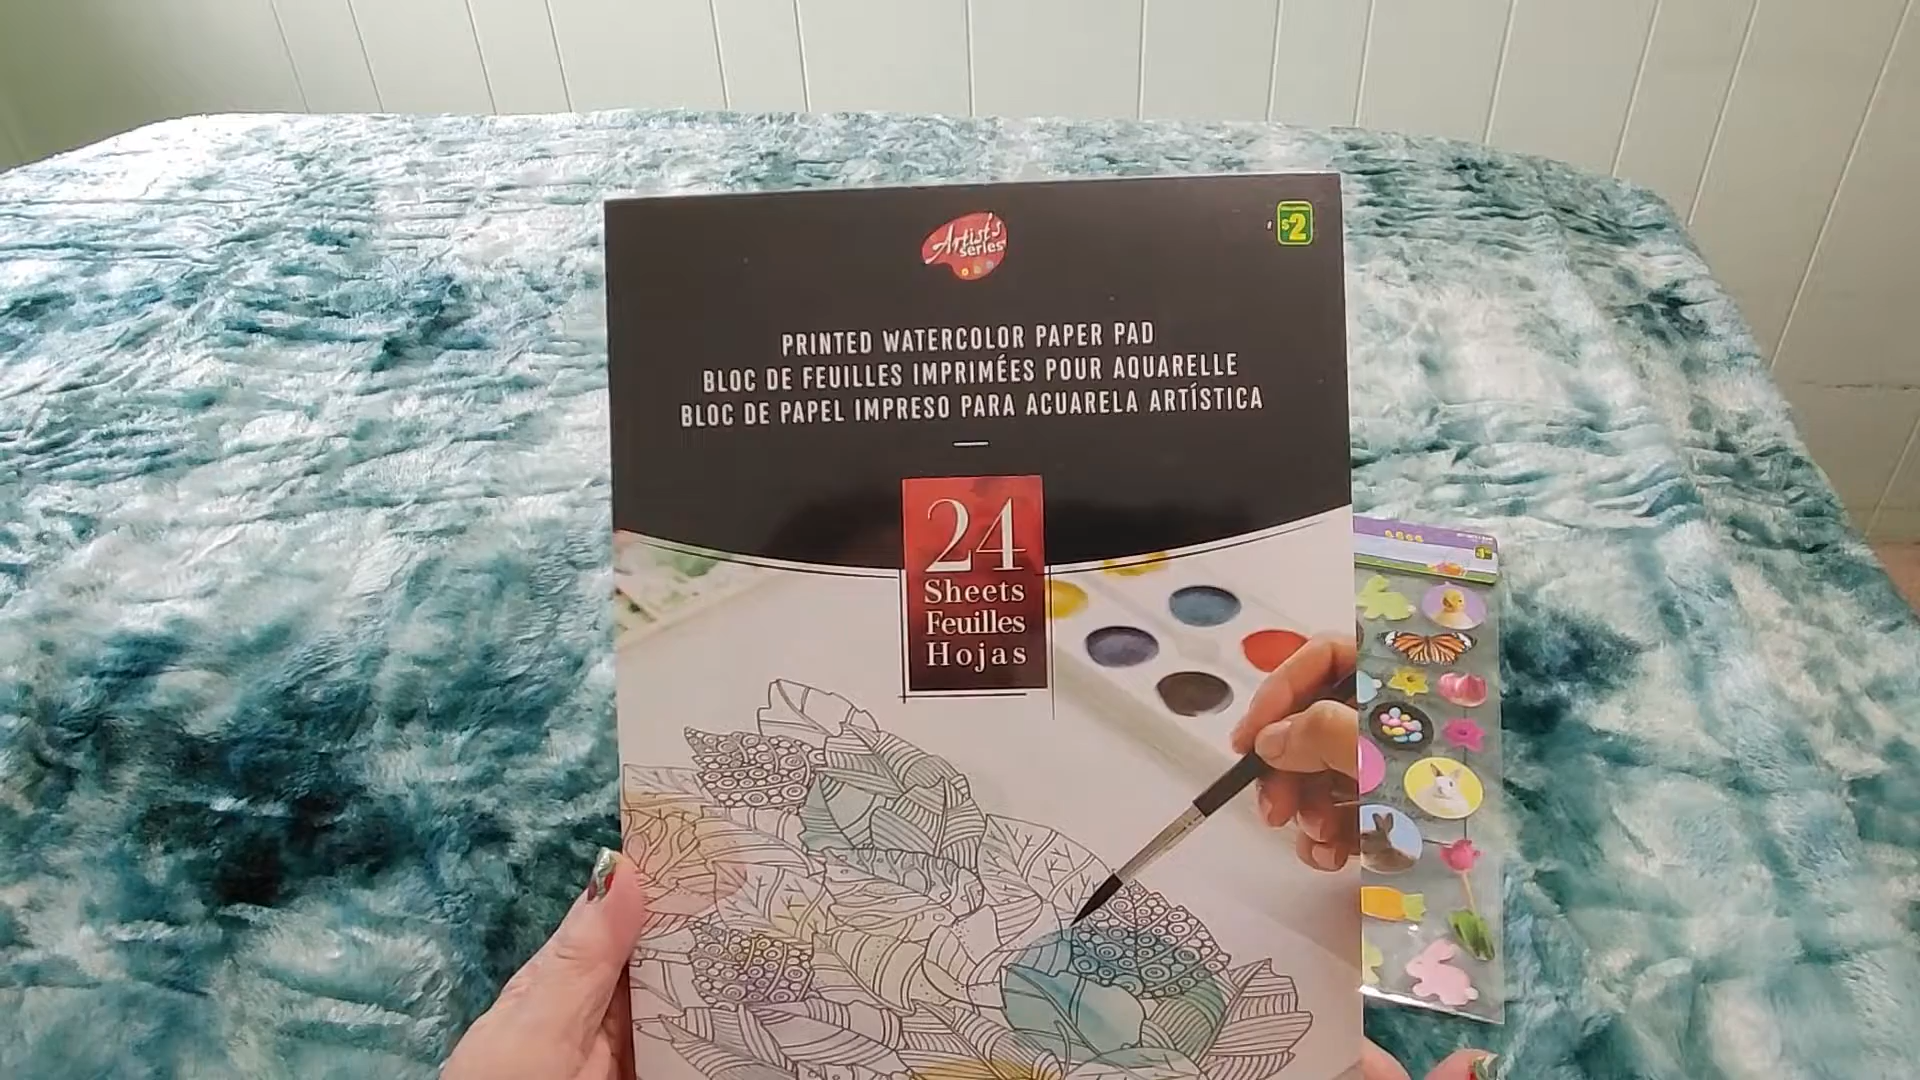 Artist's
series
$2
PRINTED WATERCOLOR PAPER PAD
BLOC DE FEUILLES IMPRIMÉES POUR AQUARELLE
BLOC DE PAPEL IMPRESO PARA ACUARELA ARTÍSTICA
24
Sheets
Feuilles
Hojas